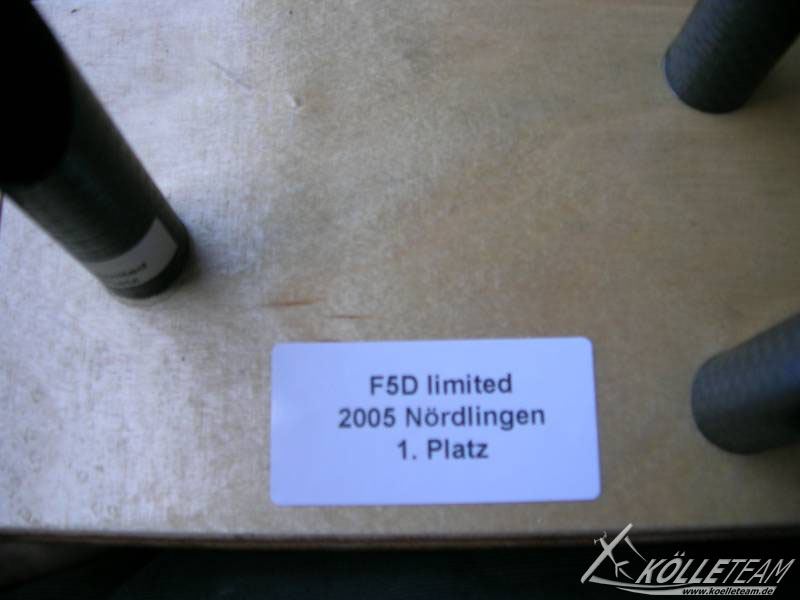 F5D limited
2005 Nördlingen
1. Platz
KÖLLETEAM
www.koelleteam.de